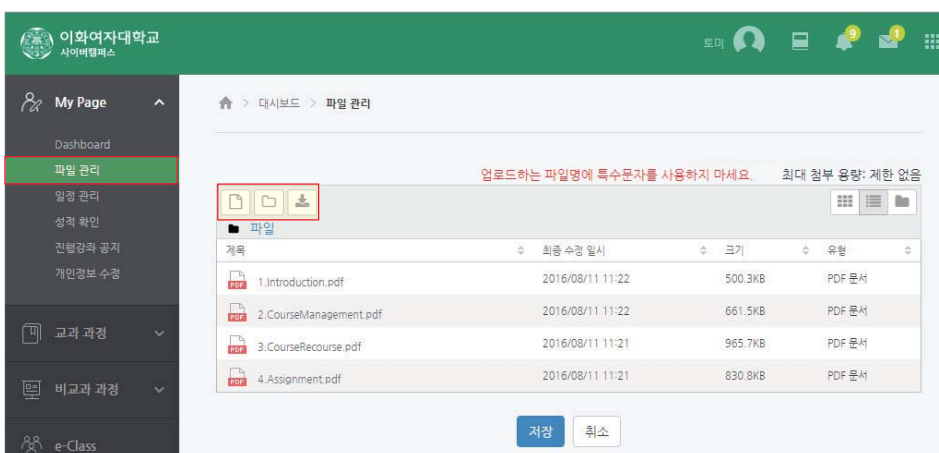 이화여자대학교
사이버캠퍼스
토미
9
1
My Page
Dashboard
파일 관리
일정 관리
성적 확인
진행강좌 공지
개인정보 수정
교과 과정
비교과 과정
e-Class
> 대시보드 > 파일 관리
업로드하는 파일명에 특수문자를 사용하지 마세요. 최대 첨부 용량: 제한 없음
파일
제목 최종 수정 일시 크기 유형
PDF 1.Introduction.pdf 2016/08/11 11:22 500.3KB PDF 문서
PDF 2.CourseManagement.pdf 2016/08/11 11:22 661.5KB PDF 문서
PDF 3.CourseRecourse.pdf 2016/08/11 11:21 965.7KB PDF 문서
PDF 4.Assignment.pdf 2016/08/11 11:21 830.8KB PDF 문서
저장 취소